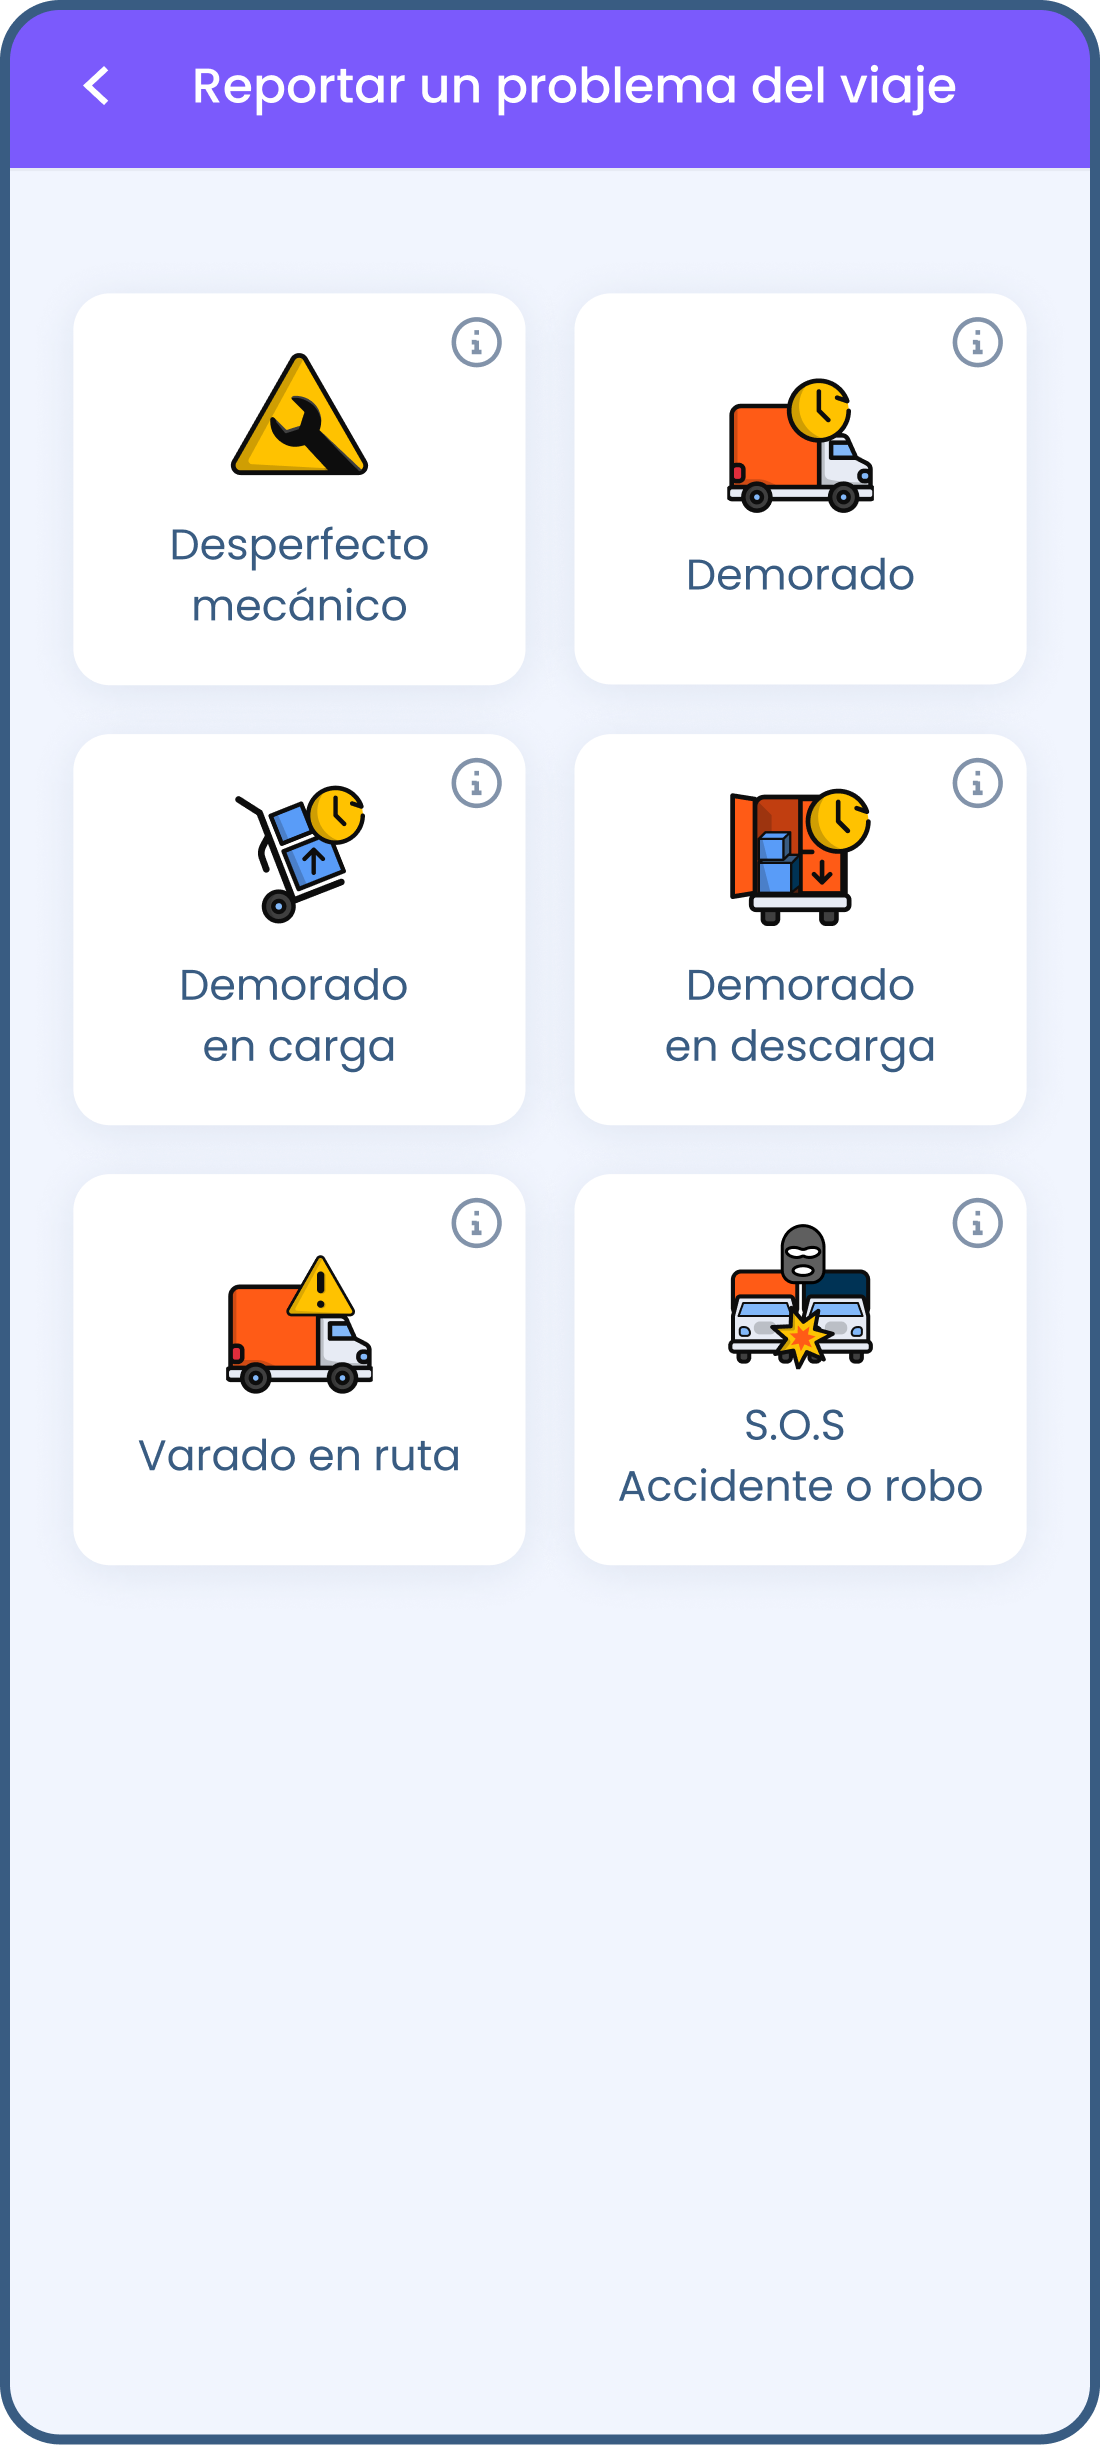 Reportar un problema del viaje
Desperfecto
mecánico
Demorado
Demorado
en carga
Demorado
en descarga
Varado en ruta
S.O.S
Accidente o robo